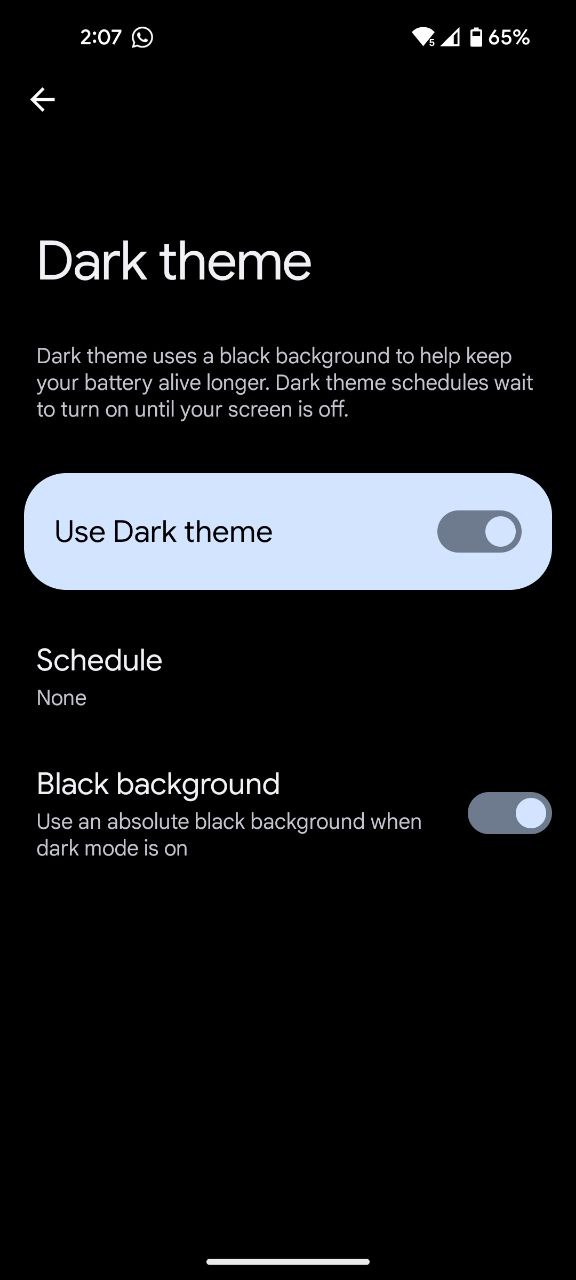 2:07
5
65%
Dark theme
Dark theme uses a black background to help keep
your battery alive longer. Dark theme schedules wait
to turn on until your screen is off.
Use Dark theme
Schedule
None
Black background
Use an absolute black background when
dark mode is on